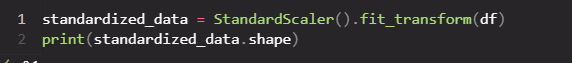 1 standardized_data = StandardScaler().fit_transform(df)
2 print(standardized_data.shape)